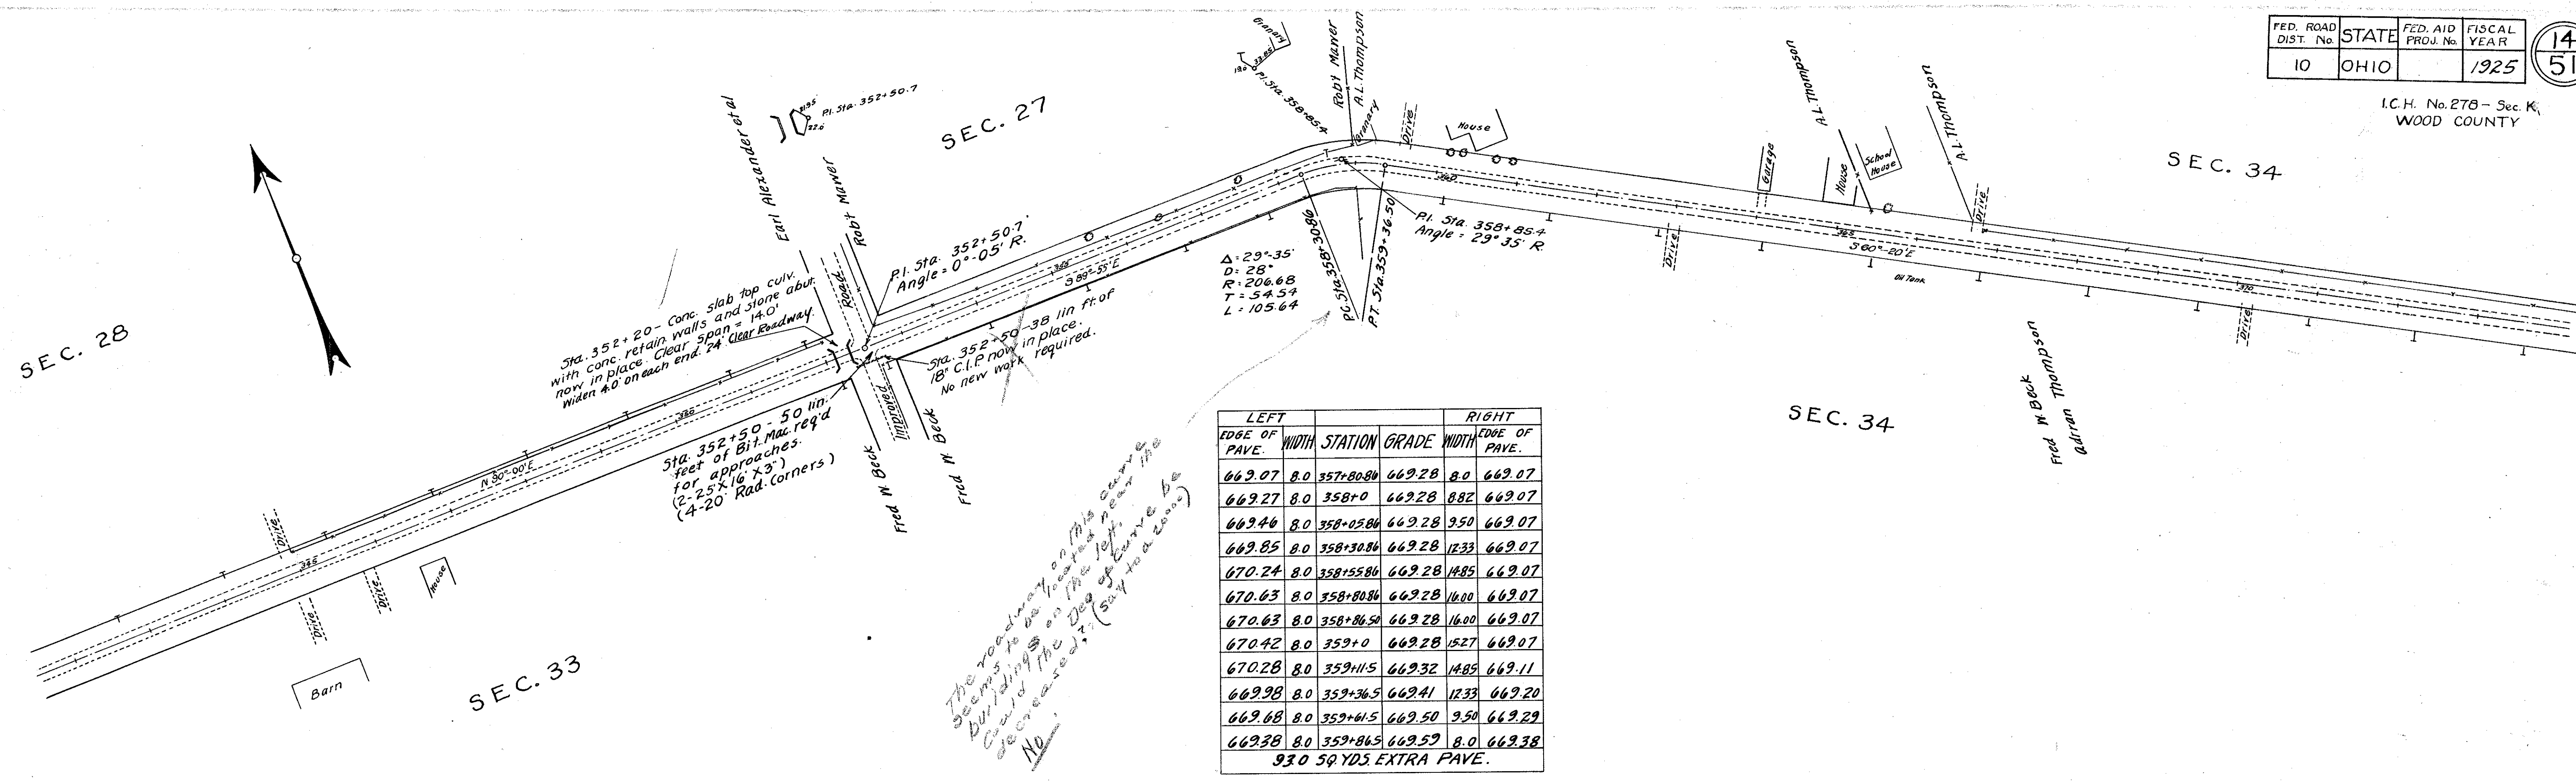 FED. ROAD DIST. No. STATE FED. AID PROJ. No. FISCAL YEAR
10 OHIO 1925
14
51
I.C.H. No. 278 - Sec. K,
WOOD COUNTY
SEC. 28
SEC. 27
SEC. 34
SEC. 33
SEC. 34
Earl Alexander et al
Rob't Mawer
Road
P.I. Sta. 352+50.7
22.0
P.I. Sta. 352+50.7
Angle = 0°-05' R.
Sta. 352+20 - Conc. slab top culv.
with conc. retain. walls and stone abut.
now in place. Clear span = 14.0'
Widen 4.0' on each end. 24' Clear Roadway.
Sta. 352+50-38 lin ft. of
18" C.I.P. now in place.
No new work required.
Sta. 352+50 - 50 lin.
feet of Bit. Mac. req'd
for approaches.
(2-25'X16'X3")
(4-20' Rad. Corners)
Improved
Fred W. Beck
Fred W. Beck
N 90°-00' E
345
350
Drive
Drive
Drive
House
Barn
355
S 89°-55' E
Granary
19.0
33.85
P.I. Sta. 358+85.4
Rob't Mawer
A.L. Thompson
Granary
Drive
House
360
P.I. Sta. 358+85.4
Angle = 29° 35' R.
P.C. Sta. 358+30.86
P.T. Sta. 359+36.50
Δ = 29°-35'
D = 28°
R = 206.68
T = 54.54
L = 105.64
Garage
House
School House
A.L. Thompson
A.L. Thompson
Drive
Drive
365
S 60°-20' E
Oil Tank
370
Drive
Fred W. Beck
Adrran Thompson
The roadway on this curve
seems to be located near the
buildings on the left.
Could the Deg of Curve be
decreased? (say to a 20°00')
No
LEFT RIGHT
EDGE OF PAVE. WIDTH STATION GRADE WIDTH EDGE OF PAVE.
669.07 8.0 357+80.86 669.28 8.0 669.07
669.27 8.0 358+0 669.28 8.82 669.07
669.46 8.0 358+05.86 669.28 9.50 669.07
669.85 8.0 358+30.86 669.28 12.33 669.07
670.24 8.0 358+55.86 669.28 14.85 669.07
670.63 8.0 358+80.86 669.28 16.00 669.07
670.63 8.0 358+86.50 669.28 16.00 669.07
670.42 8.0 359+0 669.28 15.27 669.07
670.28 8.0 359+11.5 669.32 14.85 669.11
669.98 8.0 359+36.5 669.41 12.33 669.20
669.68 8.0 359+61.5 669.50 9.50 669.29
669.38 8.0 359+86.5 669.59 8.0 669.38
93.0 SQ. YDS. EXTRA PAVE.